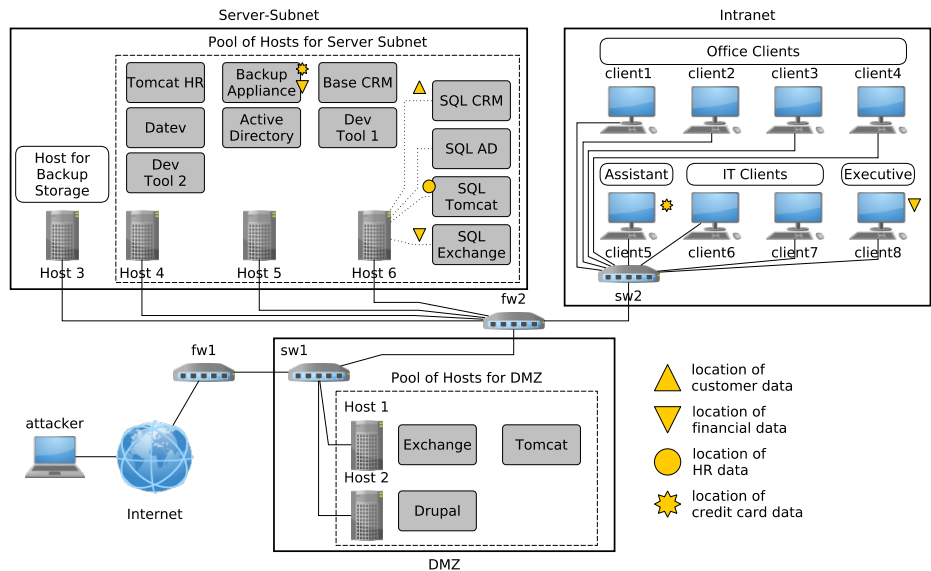 Server-Subnet
Pool of Hosts for Server Subnet
Tomcat HR
Backup
Appliance
Base CRM
SQL CRM
Datev
Active
Directory
Dev
Tool 1
SQL AD
Dev
Tool 2
Host for
Backup
Storage
SQL
Tomcat
SQL
Exchange
Host 3
Host 4
Host 5
Host 6
Intranet
Office Clients
client1
client2
client3
client4
Assistant
IT Clients
Executive
client5
client6
client7
client8
sw2
fw2
fw1
sw1
attacker
Internet
Pool of Hosts for DMZ
Host 1
Exchange
Tomcat
Host 2
Drupal
DMZ
location of
customer data
location of
financial data
location of
HR data
location of
credit card data